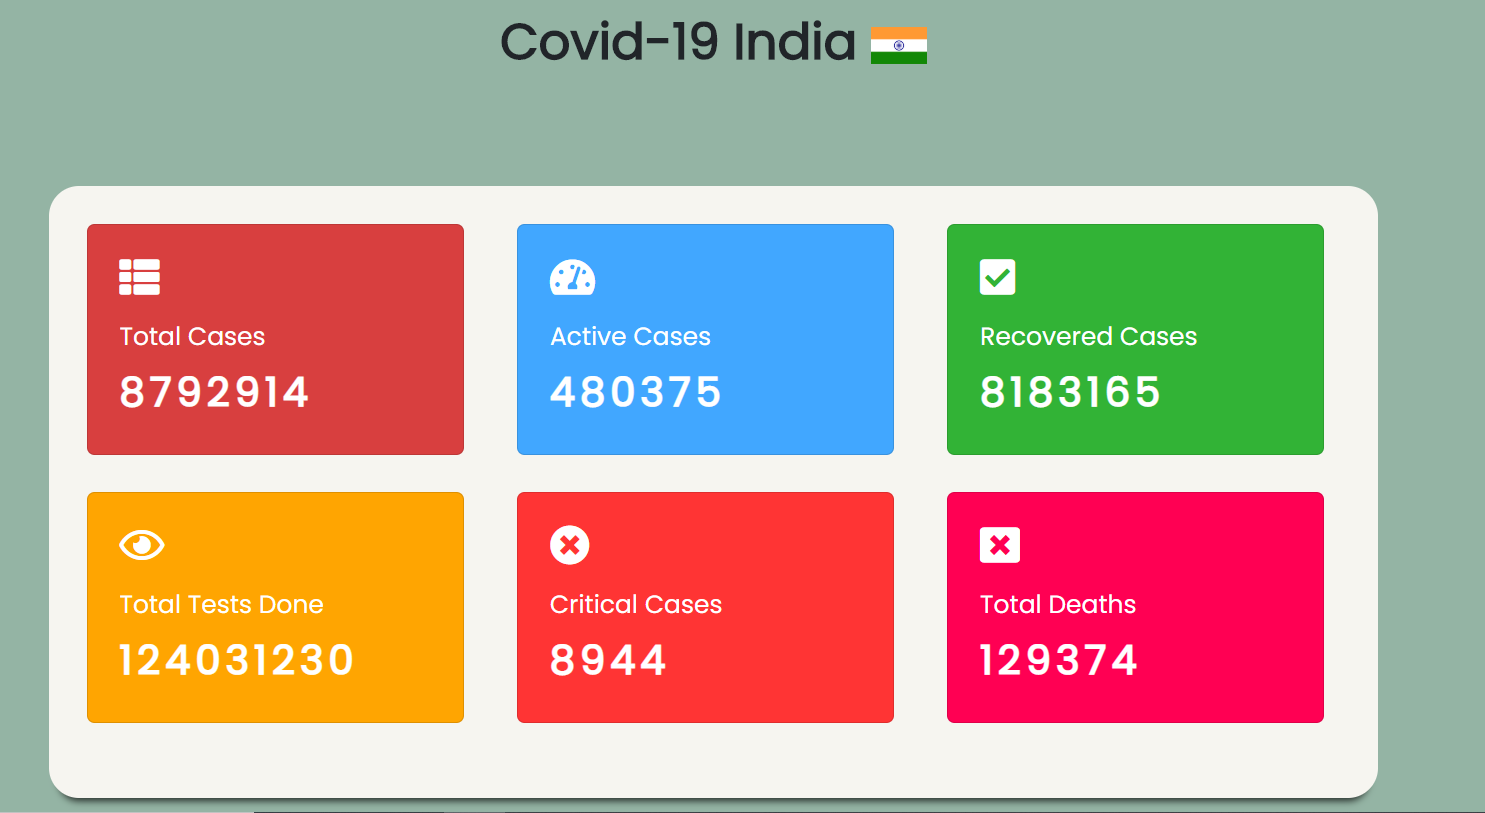 Covid-19 India
Total Cases
8792914
Active Cases
480375
Recovered Cases
8183165
Total Tests Done
124031230
Critical Cases
8944
Total Deaths
129374